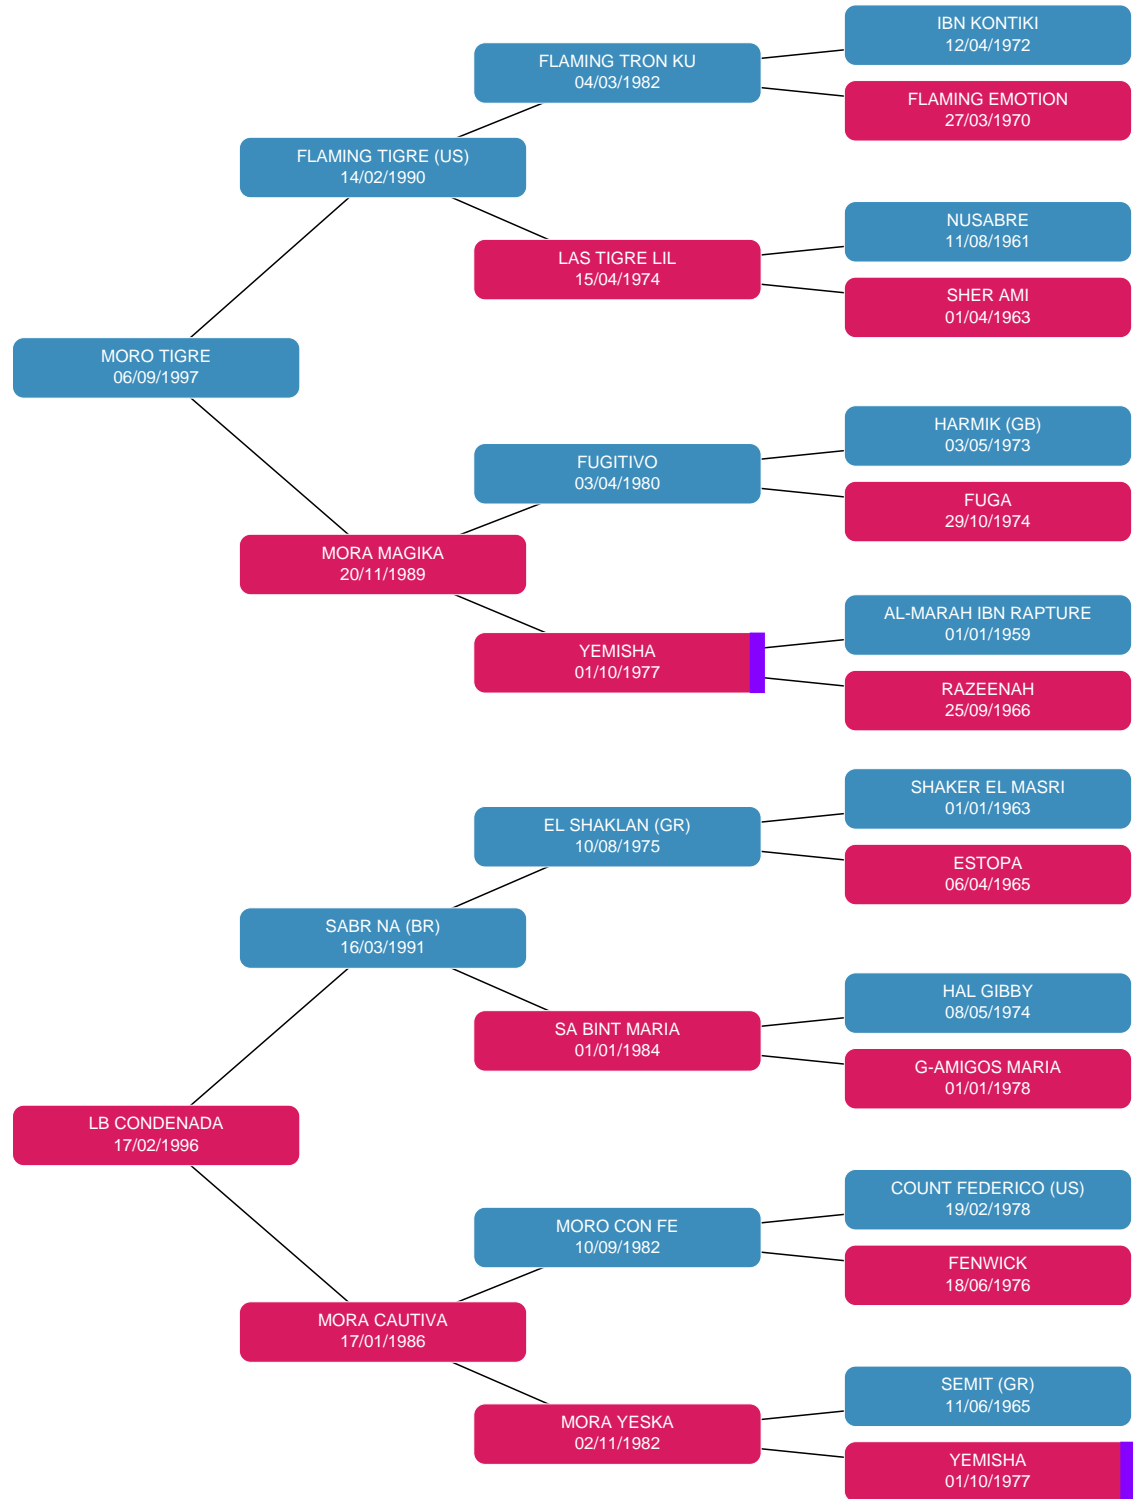 IBN KONTIKI
12/04/1972
FLAMING TRON KU
04/03/1982
FLAMING EMOTION
27/03/1970
FLAMING TIGRE (US)
14/02/1990
NUSABRE
11/08/1961
LAS TIGRE LIL
15/04/1974
SHER AMI
01/04/1963
MORO TIGRE
06/09/1997
HARMIK (GB)
03/05/1973
FUGITIVO
03/04/1980
FUGA
29/10/1974
MORA MAGIKA
20/11/1989
AL-MARAH IBN RAPTURE
01/01/1959
YEMISHA
01/10/1977
RAZEENAH
25/09/1966
SHAKER EL MASRI
01/01/1963
EL SHAKLAN (GR)
10/08/1975
ESTOPA
06/04/1965
SABR NA (BR)
16/03/1991
HAL GIBBY
08/05/1974
SA BINT MARIA
01/01/1984
G-AMIGOS MARIA
01/01/1978
LB CONDENADA
17/02/1996
COUNT FEDERICO (US)
19/02/1978
MORO CON FE
10/09/1982
FENWICK
18/06/1976
MORA CAUTIVA
17/01/1986
SEMIT (GR)
11/06/1965
MORA YESKA
02/11/1982
YEMISHA
01/10/1977